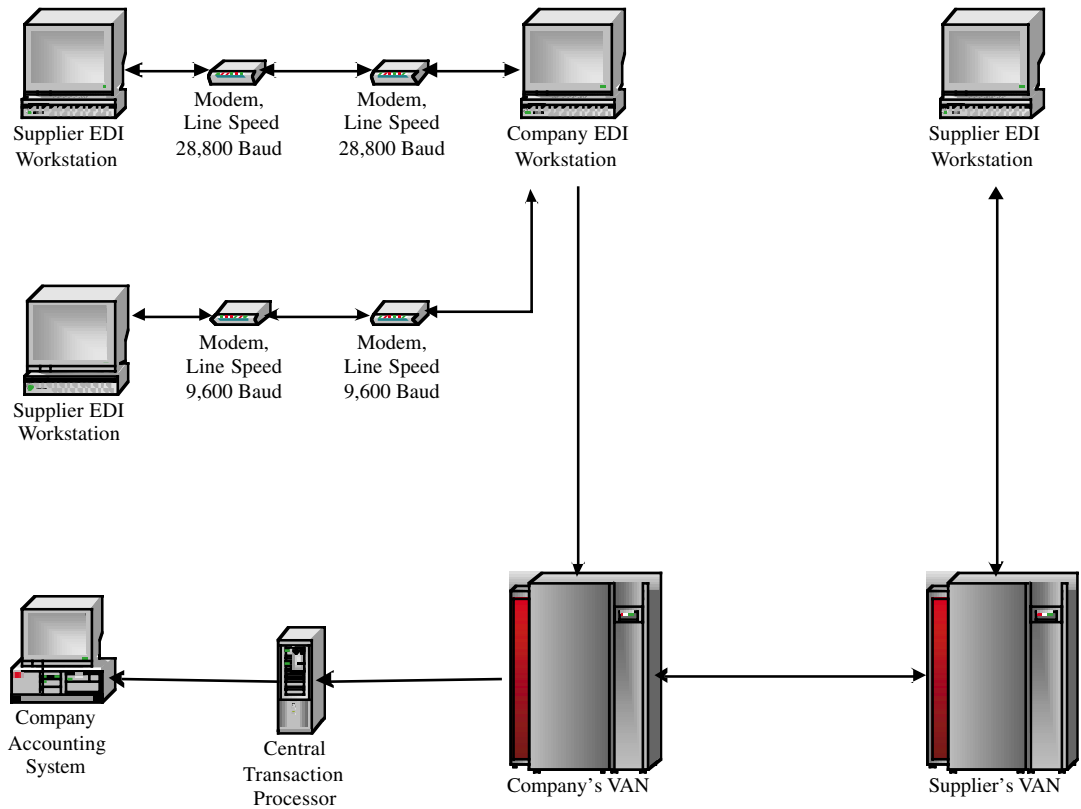 Supplier EDI
Workstation
Modem,
Line Speed
28,800 Baud
Modem,
Line Speed
28,800 Baud
Company EDI
Workstation
Supplier EDI
Workstation
Supplier EDI
Workstation
Modem,
Line Speed
9,600 Baud
Modem,
Line Speed
9,600 Baud
Company
Accounting
System
Central
Transaction
Processor
Company's VAN
Supplier's VAN